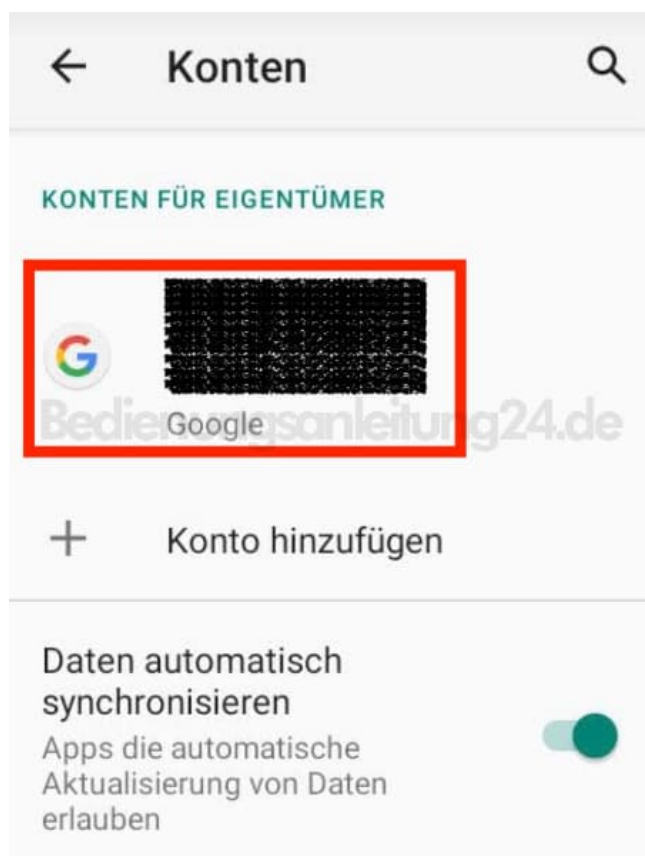 Konten
KONTEN FÜR EIGENTÜMER
Google
Bedienungsanleitung24.de
Konto hinzufügen
Daten automatisch
synchronisieren
Apps die automatische
Aktualisierung von Daten
erlauben